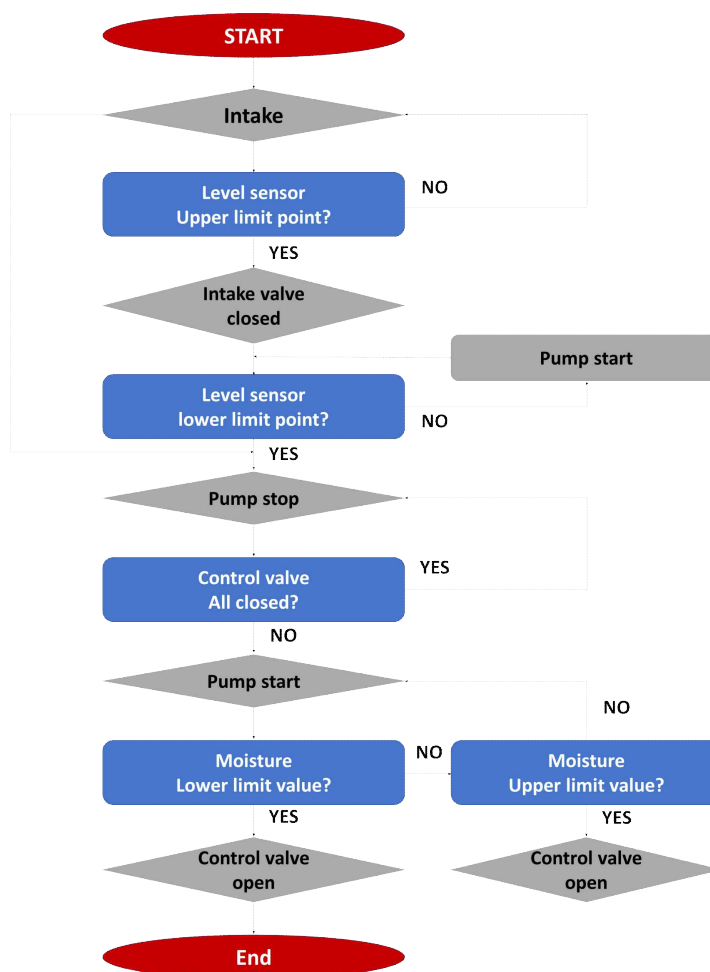 START
Intake
Level sensor
Upper limit point?
NO
YES
Intake valve
closed
Pump start
Level sensor
lower limit point?
NO
YES
Pump stop
Control valve
All closed?
YES
NO
Pump start
NO
Moisture
Lower limit value?
NO
Moisture
Upper limit value?
YES
YES
Control valve
open
Control valve
open
End